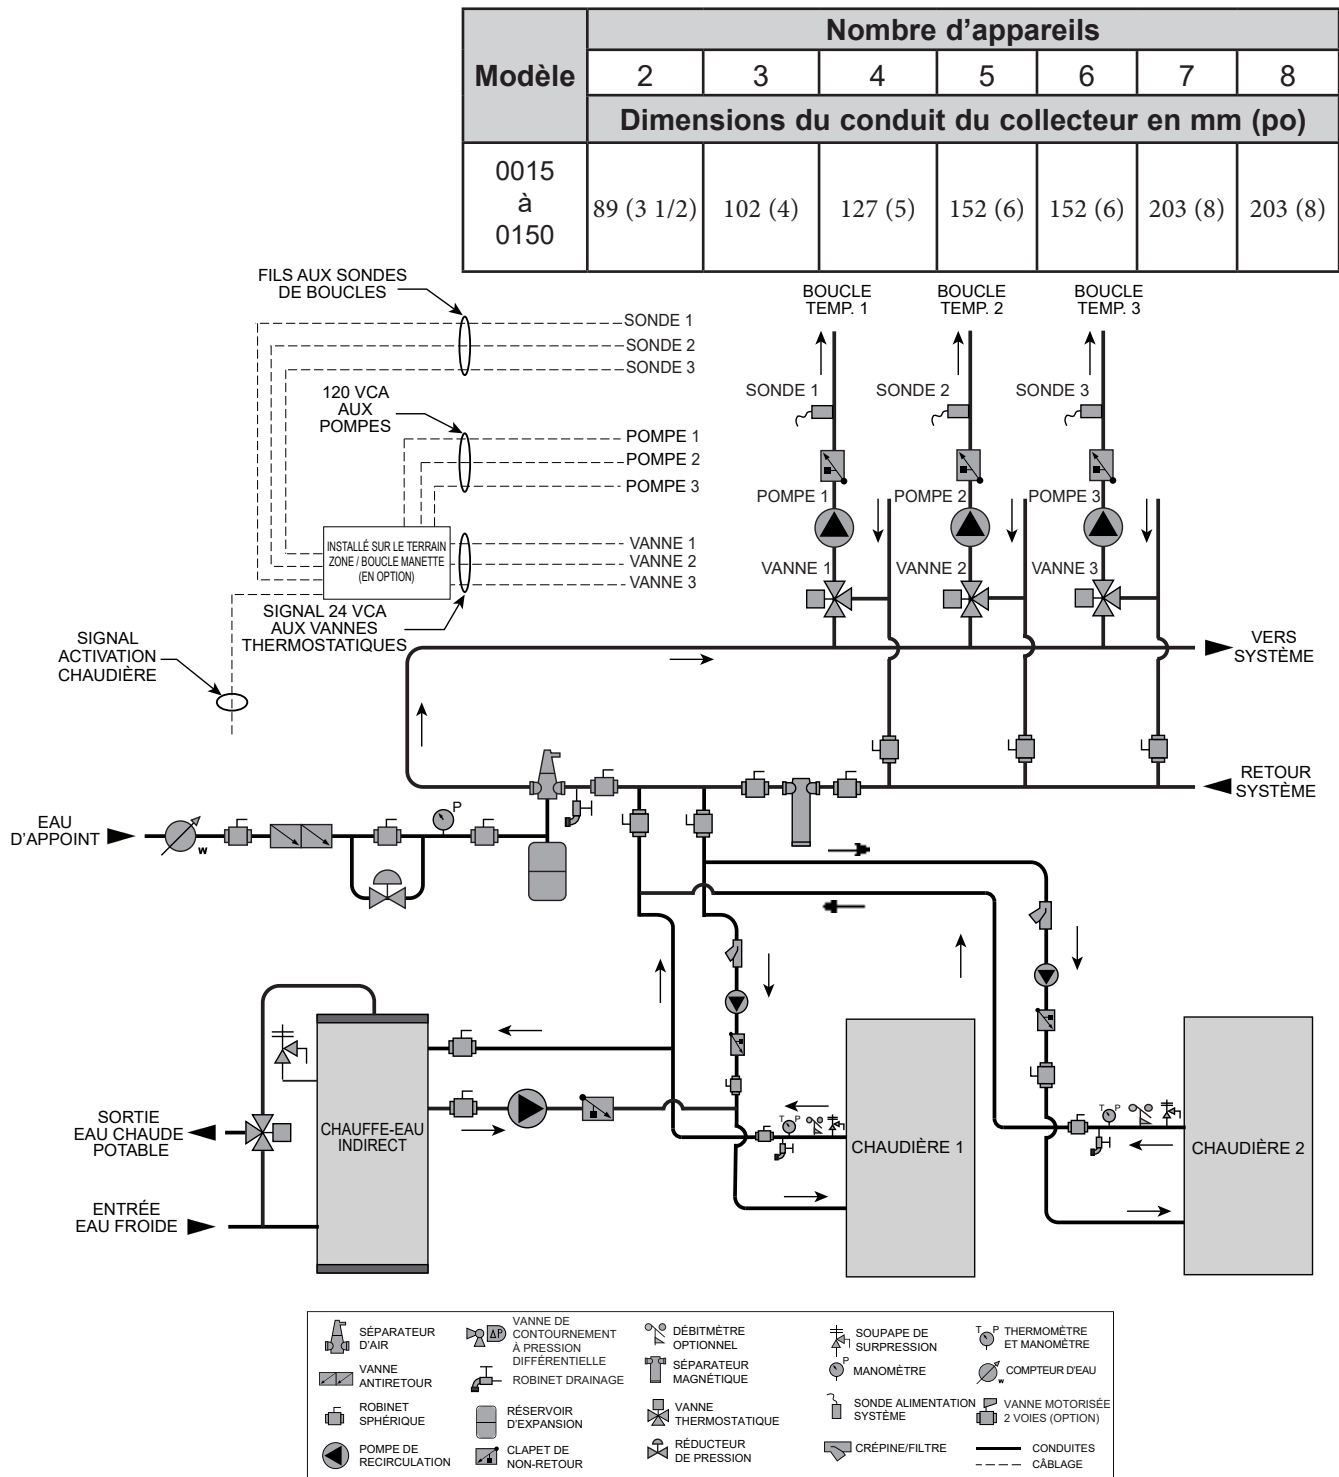 Modèle
Nombre d'appareils
2 3 4 5 6 7 8
Dimensions du conduit du collecteur en mm (po)
0015
à
0150
89 (3 1/2) 102 (4) 127 (5) 152 (6) 152 (6) 203 (8) 203 (8)
FILS AUX SONDES
DE BOUCLES
SONDE 1
SONDE 2
SONDE 3
120 VCA
AUX
POMPES
POMPE 1
POMPE 2
POMPE 3
INSTALLÉ SUR LE TERRAIN
ZONE / BOUCLE MANETTE
(EN OPTION)
VANNE 1
VANNE 2
VANNE 3
SIGNAL 24 VCA
AUX VANNES
THERMOSTATIQUES
SIGNAL
ACTIVATION
CHAUDIÈRE
BOUCLE
TEMP. 1
BOUCLE
TEMP. 2
BOUCLE
TEMP. 3
SONDE 1
SONDE 2
SONDE 3
POMPE 1
POMPE 2
POMPE 3
VANNE 1
VANNE 2
VANNE 3
VERS
SYSTÈME
RETOUR
SYSTÈME
EAU
D'APPOINT
w
P
SORTIE
EAU CHAUDE
POTABLE
ENTRÉE
EAU FROIDE
CHAUFFE-EAU
INDIRECT
T P
CHAUDIÈRE 1
T P
CHAUDIÈRE 2
SÉPARATEUR
D'AIR
VANNE
ANTIRETOUR
ROBINET
SPHÉRIQUE
POMPE DE
RECIRCULATION
ΔP
VANNE DE
CONTOURNEMENT
À PRESSION
DIFFÉRENTIELLE
ROBINET DRAINAGE
RÉSERVOIR
D'EXPANSION
CLAPET DE
NON-RETOUR
DÉBITMÈTRE
OPTIONNEL
SÉPARATEUR
MAGNÉTIQUE
VANNE
THERMOSTATIQUE
RÉDUCTEUR
DE PRESSION
SOUPAPE DE
SURPRESSION
P
MANOMÈTRE
SONDE ALIMENTATION
SYSTÈME
CRÉPINE/FILTRE
T P
THERMOMÈTRE
ET MANOMÈTRE
w
COMPTEUR D'EAU
VANNE MOTORISÉE
2 VOIES (OPTION)
CONDUITES
CÂBLAGE